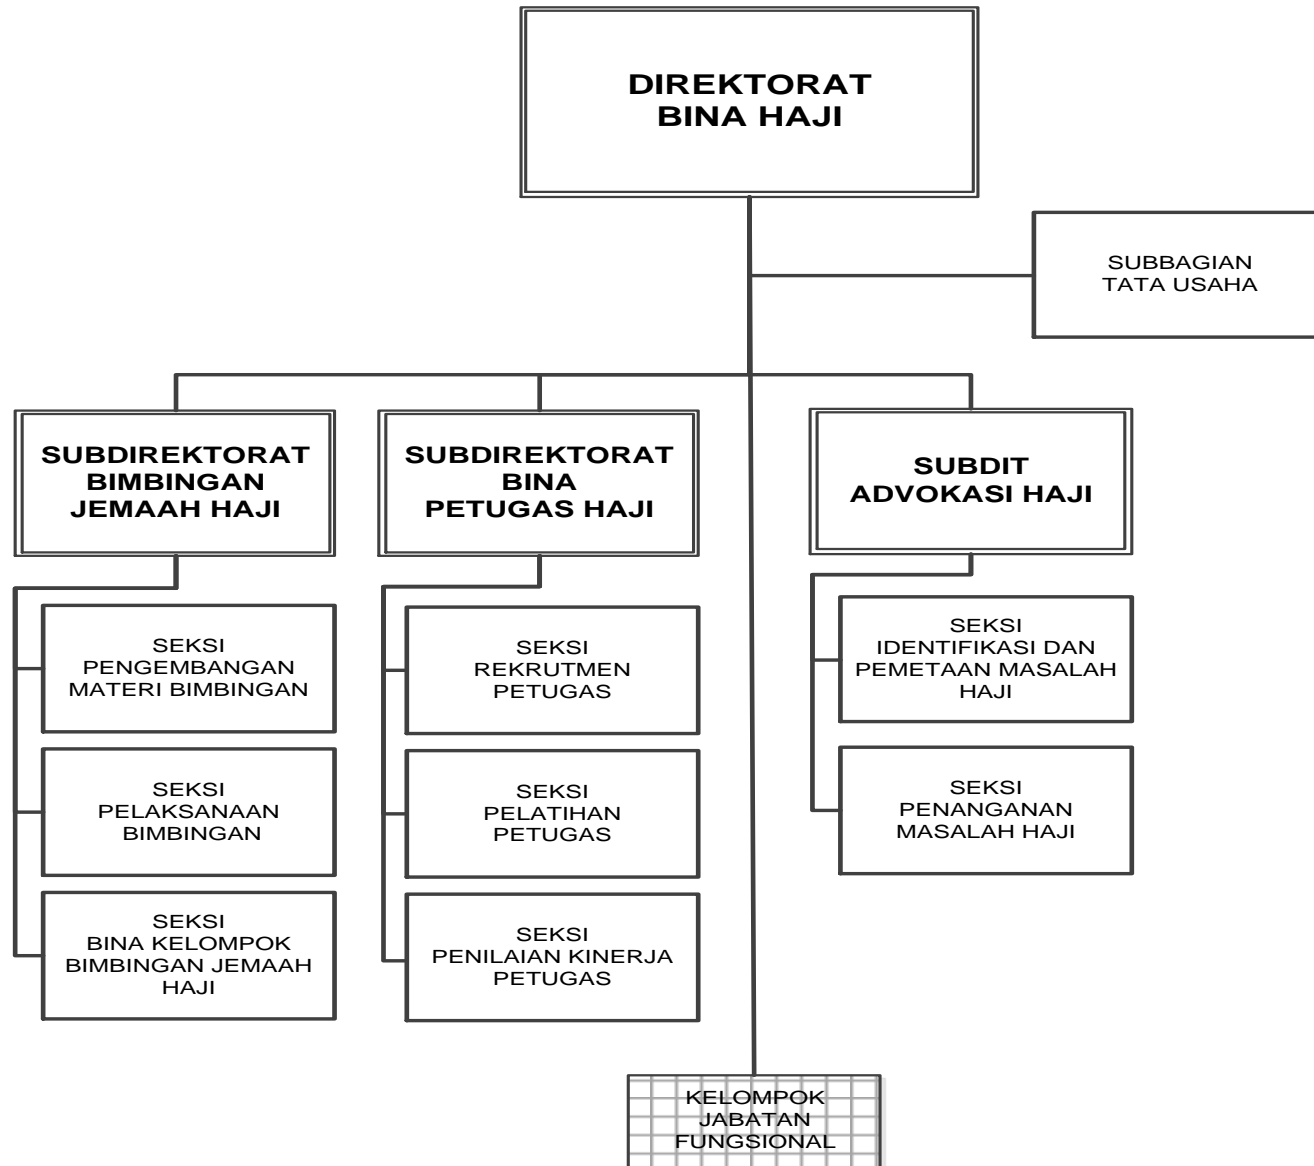 DIREKTORAT
BINA HAJI
SUBBAGIAN
TATA USAHA
SUBDIREKTORAT
BIMBINGAN
JEMAAH HAJI
SUBDIREKTORAT
BINA
PETUGAS HAJI
SUBDIT
ADVOKASI HAJI
SEKSI
PENGEMBANGAN
MATERI BIMBINGAN
SEKSI
PELAKSANAAN
BIMBINGAN
SEKSI
BINA KELOMPOK
BIMBINGAN JEMAAH
HAJI
SEKSI
REKRUTMEN
PETUGAS
SEKSI
PELATIHAN
PETUGAS
SEKSI
PENILAIAN KINERJA
PETUGAS
SEKSI
IDENTIFIKASI DAN
PEMETAAN MASALAH
HAJI
SEKSI
PENANGANAN
MASALAH HAJI
KELOMPOK
JABATAN
FUNGSIONAL